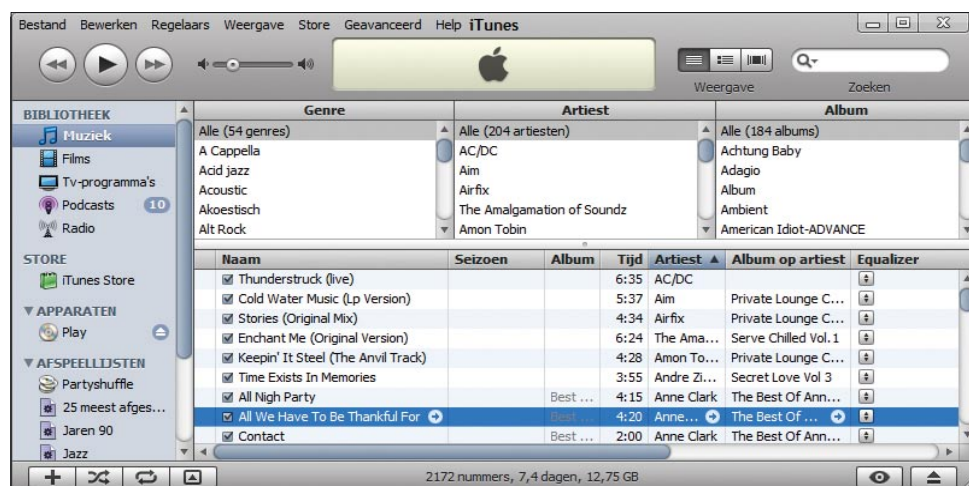 Bestand Bewerken Regelaars Weergave Store Geavanceerd Help iTunes
Weergave Zoeken
BIBLIOTHEEK
Muziek
Films
Tv-programma's
Podcasts 10
Radio
STORE
iTunes Store
APPARATEN
Play
AFSPEELLIJSTEN
Partyshuffle
25 meest afges...
Jaren 90
Jazz
Genre
Alle (54 genres)
A Cappella
Acid jazz
Acoustic
Akoestisch
Alt Rock
Artiest
Alle (204 artiesten)
AC/DC
Aim
Airfix
The Amalgamation of Soundz
Amon Tobin
Album
Alle (184 albums)
Achtung Baby
Adagio
Album
Ambient
American Idiot-ADVANCE
Naam Seizoen Album Tijd Artiest Album op artiest Equalizer
Thunderstruck (live) 6:35 AC/DC
Cold Water Music (Lp Version) 5:37 Aim Private Lounge C...
Stories (Original Mix) 4:34 Airfix Private Lounge C...
Enchant Me (Original Version) 6:24 The Ama... Serve Chilled Vol.1
Keepin' It Steel (The Anvil Track) 4:28 Amon To... Private Lounge C...
Time Exists In Memories 3:55 Andre Zi... Secret Love Vol 3
All Nigh Party Best ... 4:15 Anne Clark The Best Of Ann...
All We Have To Be Thankful For Best ... 4:20 Anne... The Best Of ...
Contact Best ... 2:00 Anne Clark The Best Of Ann...
2172 nummers, 7,4 dagen, 12,75 GB